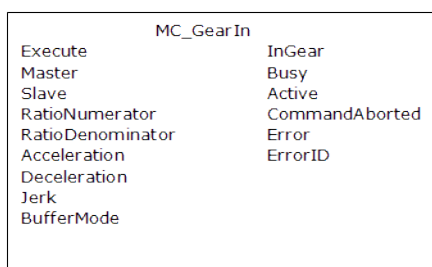 MC_GearIn
Execute InGear
Master Busy
Slave Active
RatioNumerator CommandAborted
RatioDenominator Error
Acceleration ErrorID
Deceleration
Jerk
BufferMode